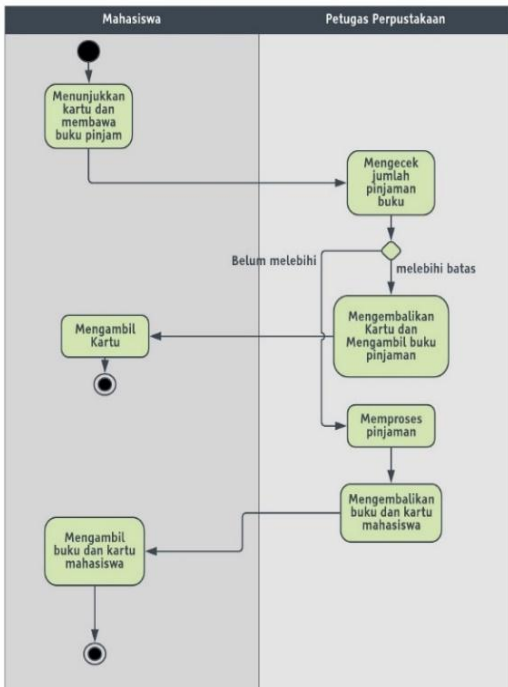 Mahasiswa
Petugas Perpustakaan
Menunjukkan
kartu dan
membawa
buku pinjam
Mengecek
jumlah
pinjaman
buku
Belum melebihi
melebihi batas
Mengembalikan
Kartu dan
Mengambil buku
pinjaman
Mengambil
Kartu
Memproses
pinjaman
Mengembalikan
buku dan kartu
mahasiswa
Mengambil
buku dan kartu
mahasiswa